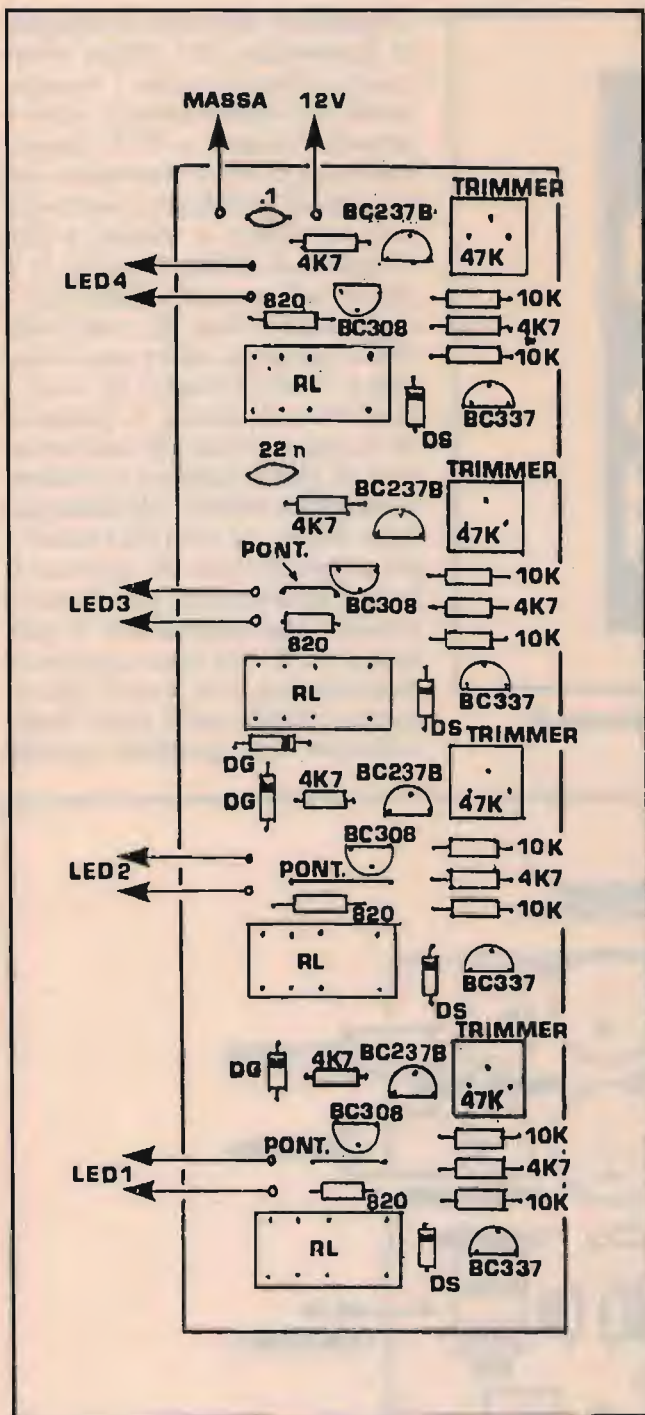 MASSA 12V
TRIMMER
.1
BC237B
4K7
47K
LED4
820
10K
BC308
4K7
10K
RL
BC337
DS
22n
BC237B
TRIMMER
4K7
47K
PONT.
10K
LED3
BC308
4K7
820
10K
RL
BC337
DS
TRIMMER
DG
4K7
BC237B
DG
47K
BC308
10K
LED2
PONT.
4K7
820
10K
RL
BC337
DS
TRIMMER
DG
4K7
BC237B
47K
BC308
PONT.
10K
LED1
4K7
820
10K
RL
BC337
DS